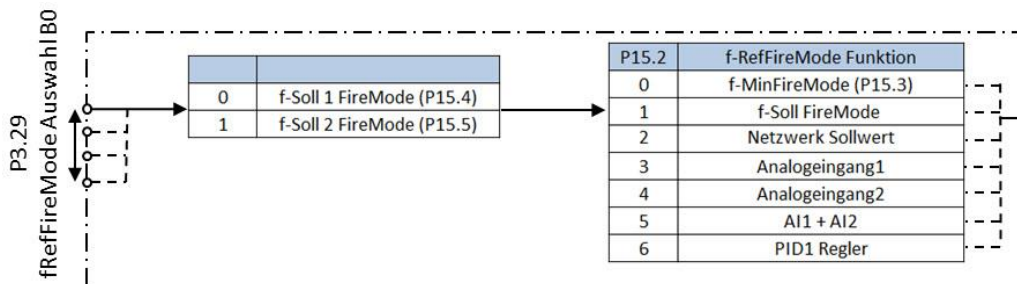 P3.29
fRefFireMode Auswahl B0
0 f-Soll 1 FireMode (P15.4)
1 f-Soll 2 FireMode (P15.5)
P15.2 f-RefFireMode Funktion
0 f-MinFireMode (P15.3)
1 f-Soll FireMode
2 Netzwerk Sollwert
3 Analogeingang1
4 Analogeingang2
5 AI1 + AI2
6 PID1 Regler